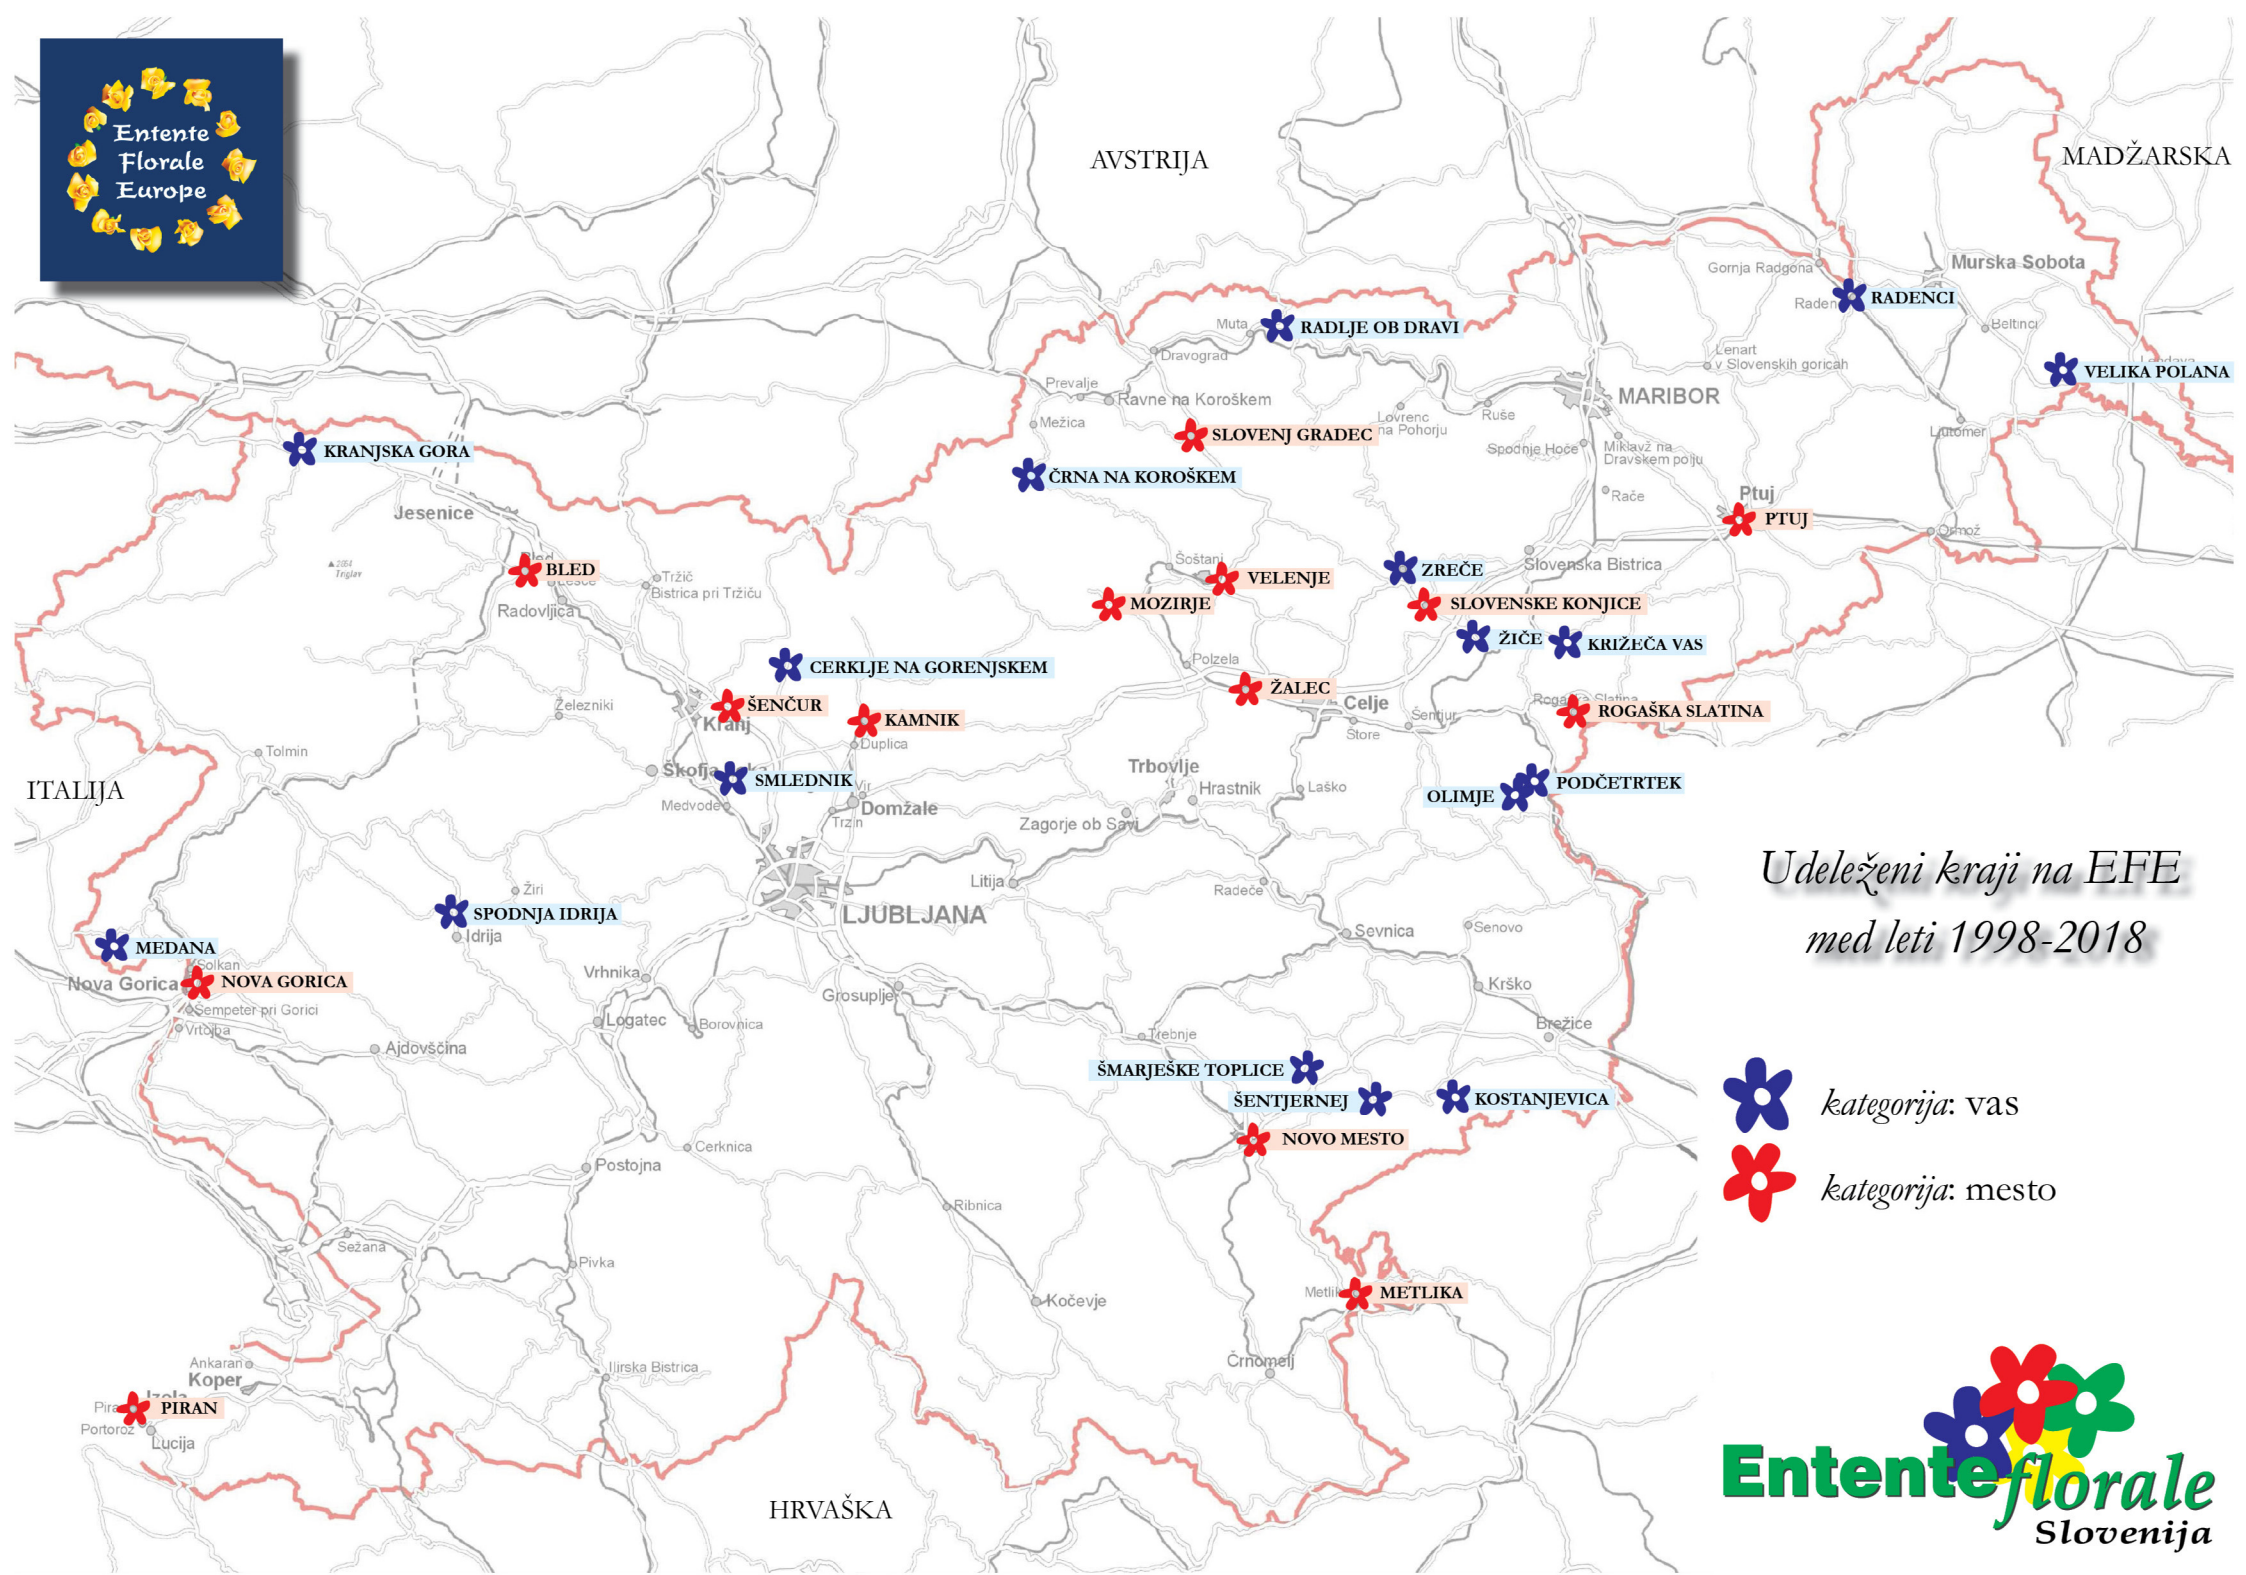 Entente
Florale
Europe
AVSTRIJA
MADŽARSKA
Gornja Radgona
Murska Sobota
RADENCI
Muta
RADLJE OB DRAVI
Beltinci
Dravograd
Lenart
v Slovenskih goricah
VELIKA POLANA
Prevalje
Ravne na Koroškem
MARIBOR
Mežica
Lovrenc
na Pohorju
Ruše
Ljutomer
SLOVENJ GRADEC
KRANJSKA GORA
Spodnje Hoče
Miklavž na
Dravskem polju
ČRNA NA KOROŠKEM
Rače
Ptuj
PTUJ
Jesenice
Ormož
2864
Triglav
BLED
Šoštanj
VELENJE
ZREČE
Slovenska Bistrica
Tržič
Bistrica pri Tržiču
Radovljica
MOZIRJE
SLOVENSKE KONJICE
ŽIČE
KRIŽEČA VAS
CERKLJE NA GORENJSKEM
Polzela
ŽALEC
Celje
Rogaška Slatina
ROGAŠKA SLATINA
Železniki
ŠENČUR
Kranj
KAMNIK
Šentjur
Štore
Duplica
Tolmin
Trbovlje
SMLEDNIK
Vir
Hrastnik
Laško
PODČETRTEK
OLIMJE
ITALIJA
Medvode
Domžale
Trzin
Zagorje ob Savi
Udeleženi kraji na EFE
med leti 1998-2018
Žiri
Litija
Radeče
SPODNJA IDRIJA
LJUBLJANA
Idrija
Sevnica
Senovo
MEDANA
Solkan
Nova Gorica
NOVA GORICA
Vrhnika
Grosuplje
Krško
Šempeter pri Gorici
Vrtojba
Logatec
Borovnica
Trebnje
Brežice
Ajdovščina
ŠMARJEŠKE TOPLICE
ŠENTJERNEJ
KOSTANJEVICA
kategorija: vas
NOVO MESTO
Cerknica
Postojna
kategorija: mesto
Ribnica
Sežana
Pivka
METLIKA
Kočevje
Ankaran
Koper
Ilirska Bistrica
Črnomelj
Izola
PIRAN
Portorož
Lucija
HRVAŠKA
Ententeflorale
Slovenija